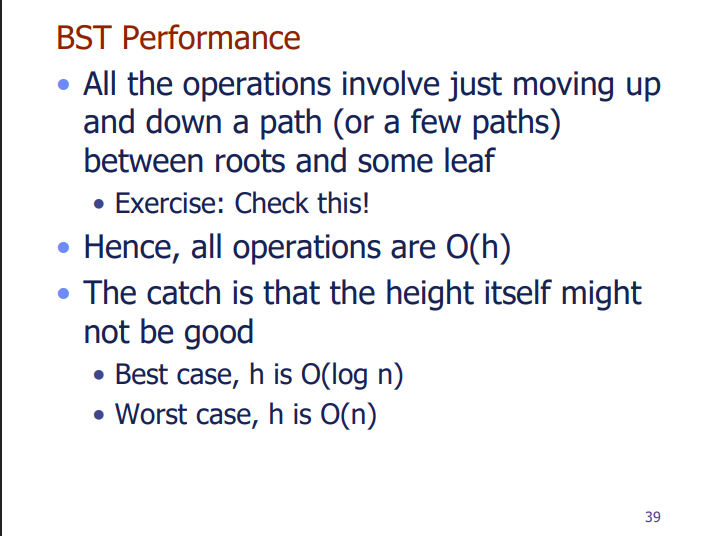 BST Performance
• All the operations involve just moving up
and down a path (or a few paths)
between roots and some leaf
• Exercise: Check this!
• Hence, all operations are O(h)
• The catch is that the height itself might
not be good
• Best case, h is O(log n)
• Worst case, h is O(n)
39